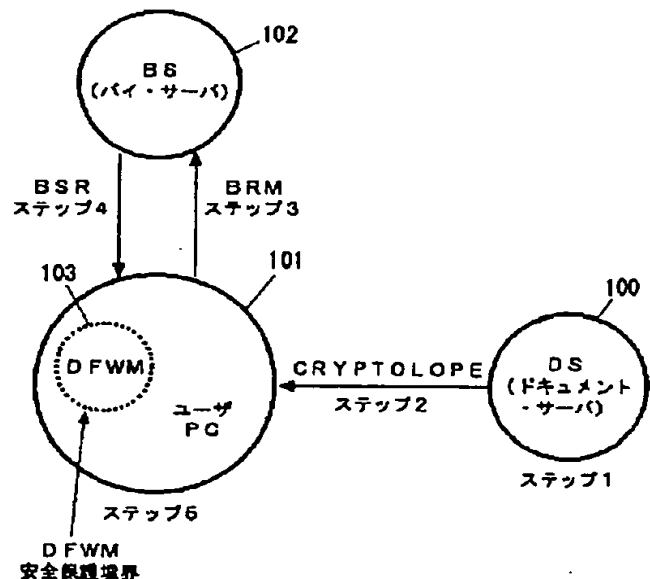 102
BS
(バイ・サーバ)
BSR
ステップ4
BRM
ステップ3
103
101
100
DFWM
ユーザ
PC
CRYPTOLOPE
ステップ2
DS
(ドキュメント
・サーバ)
ステップ1
ステップ5
DFWM
安全保護境界